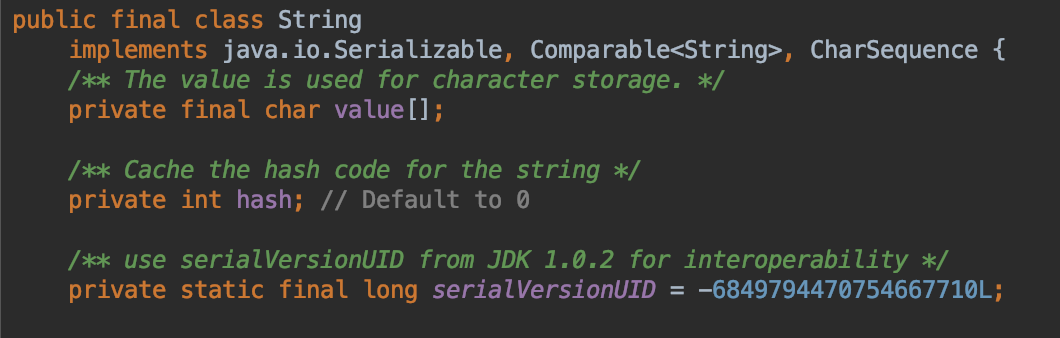 public final class String
implements java.io.Serializable, Comparable<String>, CharSequence {
/** The value is used for character storage. */
private final char value[];
/** Cache the hash code for the string */
private int hash; // Default to 0
/** use serialVersionUID from JDK 1.0.2 for interoperability */
private static final long serialVersionUID = -6849794470754667710L;